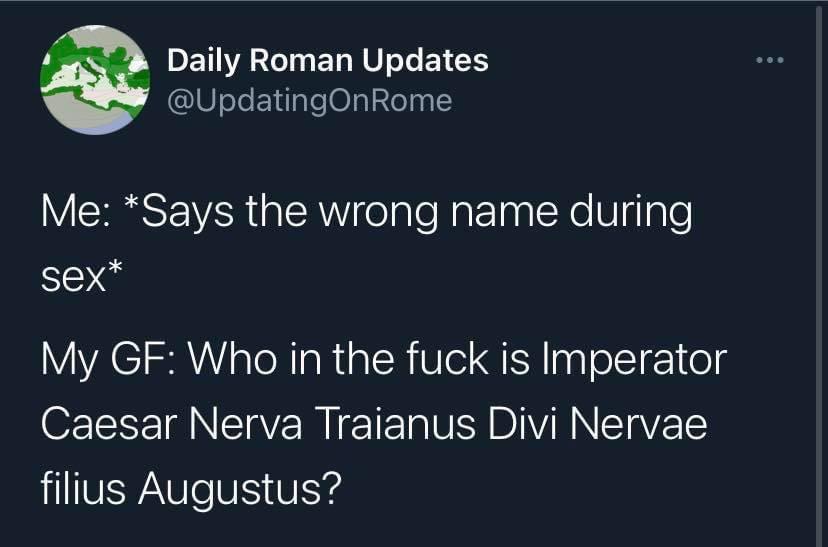 Daily Roman Updates
@UpdatingOnRome
Me: *Says the wrong name during
sex*
My GF: Who in the fuck is Imperator
Caesar Nerva Traianus Divi Nervae
filius Augustus?